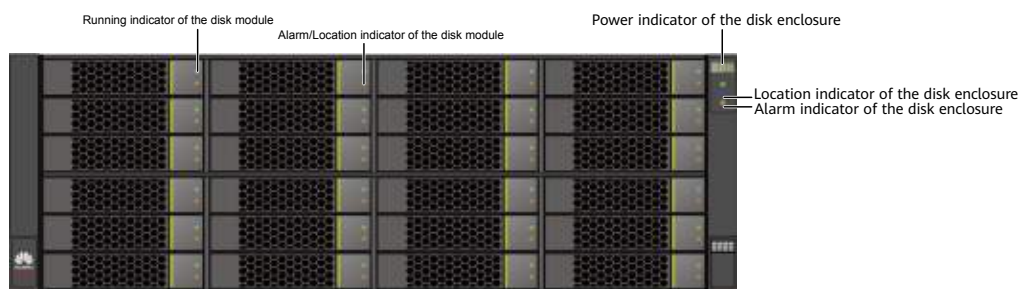 Running indicator of the disk module
Power indicator of the disk enclosure
Alarm/Location indicator of the disk module
Location indicator of the disk enclosure
Alarm indicator of the disk enclosure